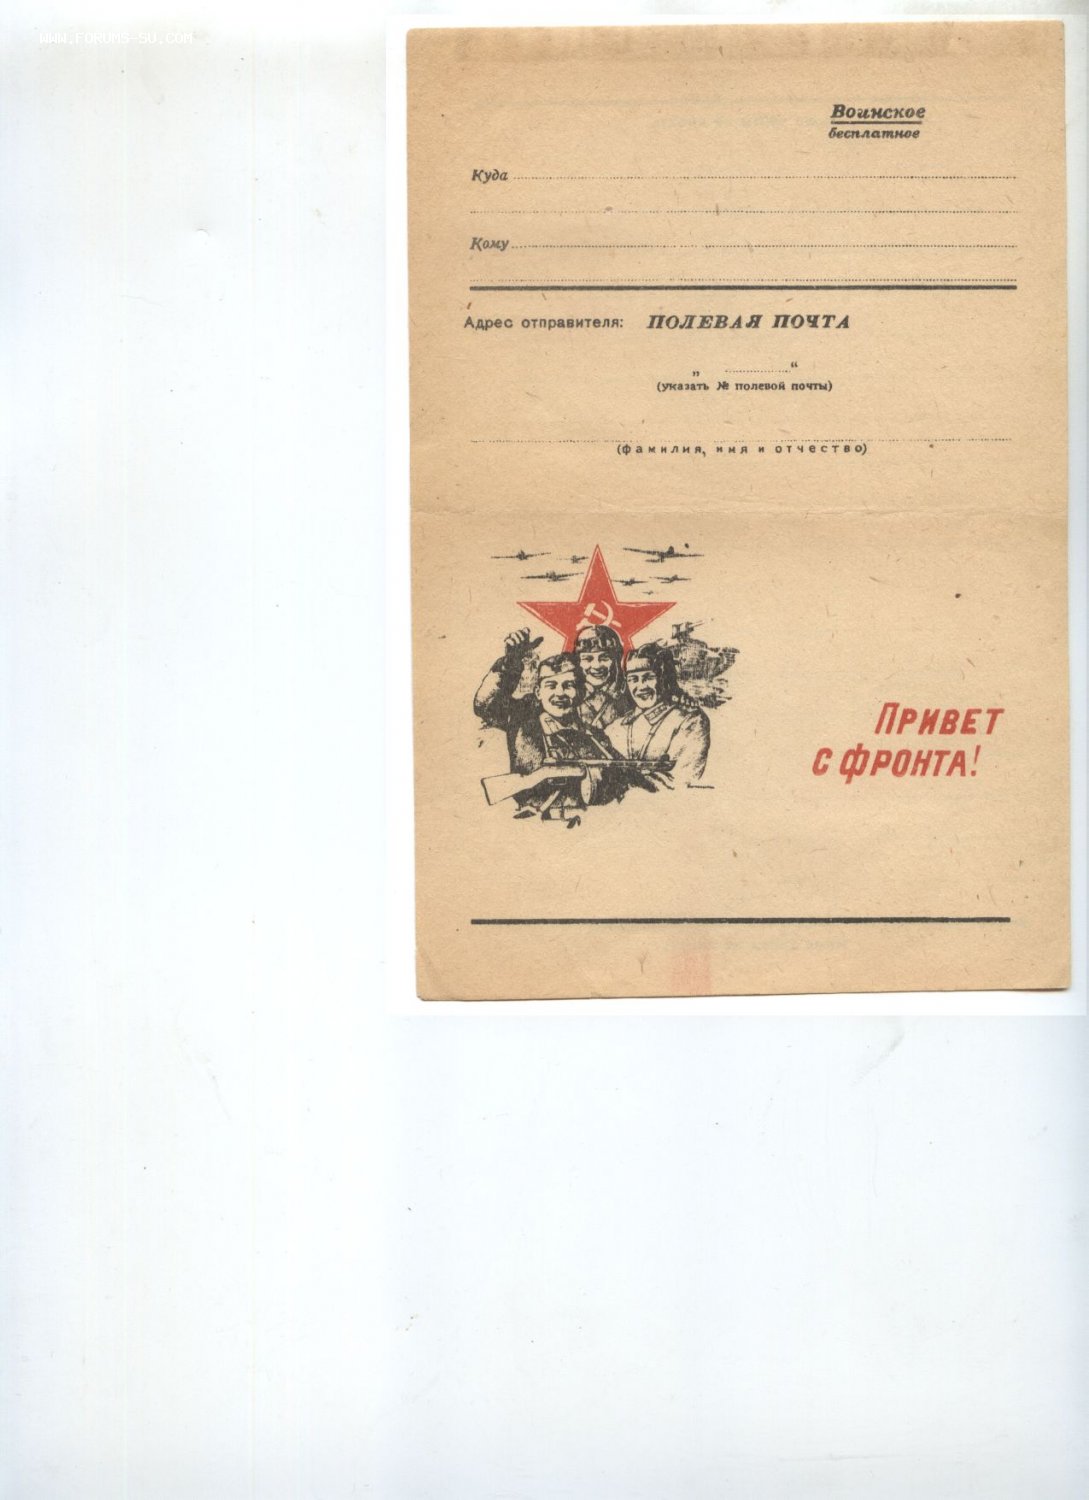 WWW.FORUMS-SU.COM
Воинское
бесплатное
Куда
Кому
Адрес отправителя: ПОЛЕВАЯ ПОЧТА
„ “
(указать № полевой почты)
(фамилия, имя и отчество)
ПРИВЕТ
С ФРОНТА!